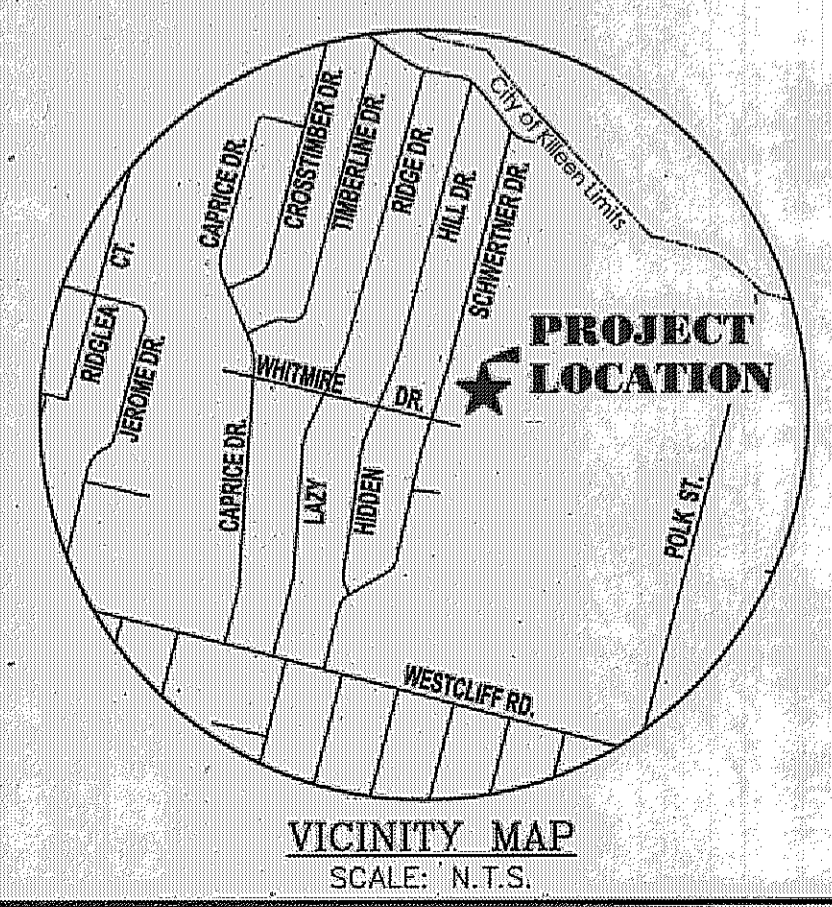 City of Killeen Limits
CAPRICE DR.
CROSSTIMBER DR.
TIMBERLINE DR.
RIDGE DR.
HILL DR.
SCHWERTNER DR.
CT.
RIDGLEA
JEROME DR.
PROJECT
LOCATION
WHITMIRE DR.
CAPRICE DR.
LAZY
HIDDEN
POLK ST.
WESTCLIFF RD.
VICINITY MAP
SCALE: N.T.S.